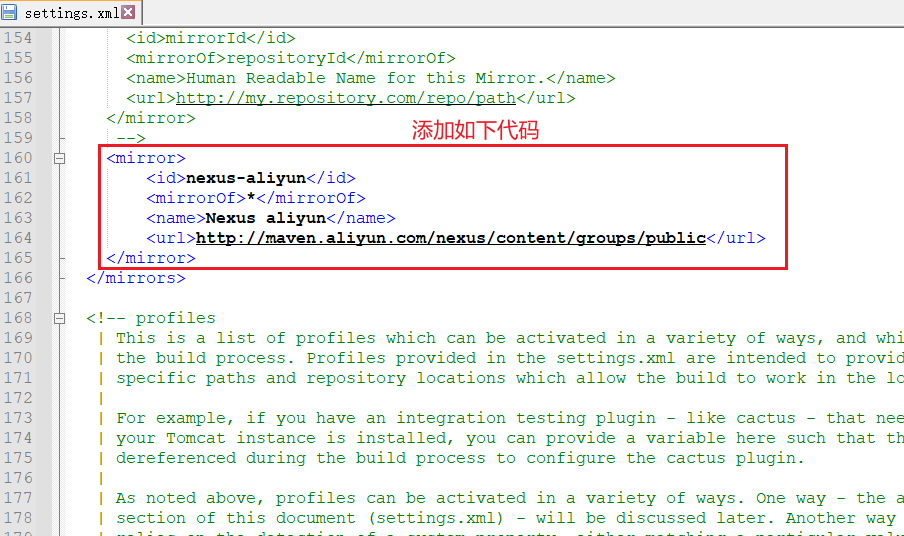 settings.xml
154 <id>mirrorId</id>
155 <mirrorOf>repositoryId</mirrorOf>
156 <name>Human Readable Name for this Mirror.</name>
157 <url>http://my.repository.com/repo/path</url>
158 </mirror>
添加如下代码
159 -->
160 <mirror>
161 <id>nexus-aliyun</id>
162 <mirrorOf>*</mirrorOf>
163 <name>Nexus aliyun</name>
164 <url>http://maven.aliyun.com/nexus/content/groups/public</url>
165 </mirror>
166 </mirrors>
167
168 <!-- profiles
169 | This is a list of profiles which can be activated in a variety of ways, and whi
170 | the build process. Profiles provided in the settings.xml are intended to provid
171 | specific paths and repository locations which allow the build to work in the lo
172 |
173 | For example, if you have an integration testing plugin - like cactus - that nee
174 | your Tomcat instance is installed, you can provide a variable here such that th
175 | dereferenced during the build process to configure the cactus plugin.
176 |
177 | As noted above, profiles can be activated in a variety of ways. One way - the a
178 | section of this document (settings.xml) - will be discussed later. Another way